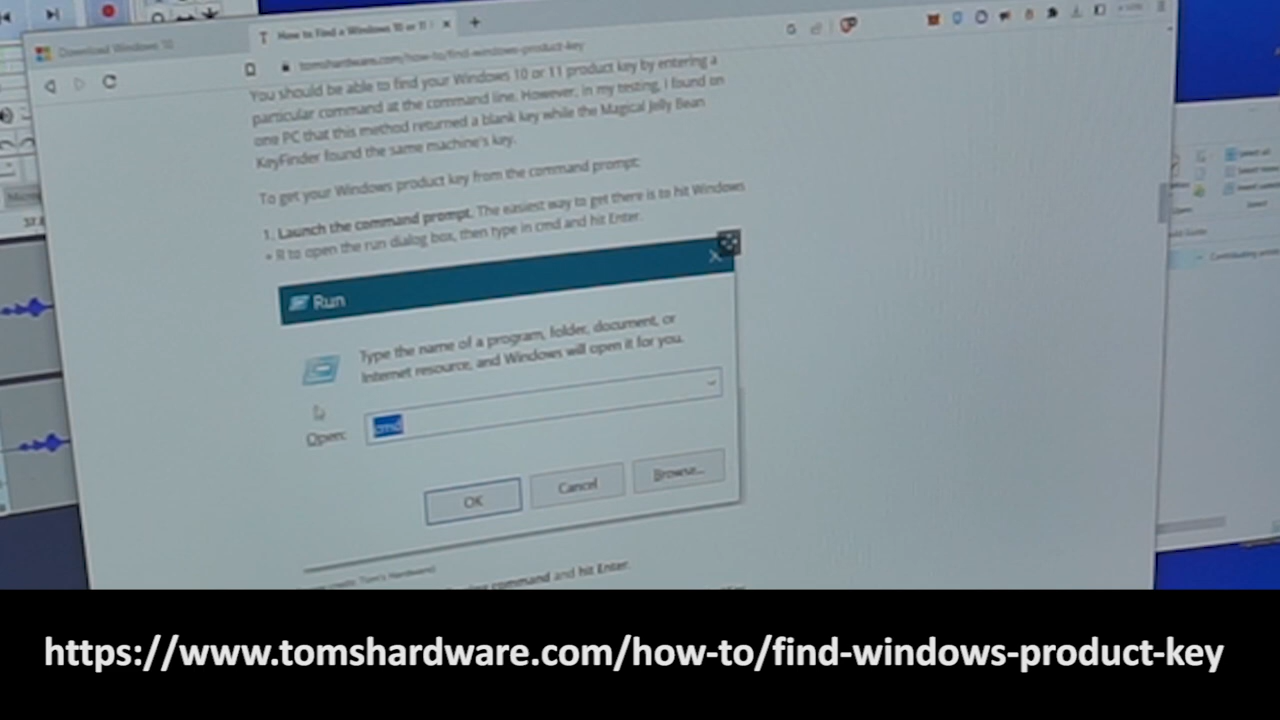 Download Windows 10
How to Find a Windows 10 or 11
tomshardware.com/how-to/find-windows-product-key
You should be able to find your Windows 10 or 11 product key by entering a
particular command at the command line. However, in my testing, I found on
one PC that this method returned a blank key while the Magical Jelly Bean
KeyFinder found the same machine's key.
To get your Windows product key from the command prompt:
1. Launch the command prompt. The easiest way to get there is to hit Windows
+ R to open the run dialog box, then type in cmd and hit Enter.
Run
Type the name of a program, folder, document, or
Internet resource, and Windows will open it for you.
Open:
cmd
OK
Cancel
Browse...
Tom's Hardware)
command and hit Enter.
https://www.tomshardware.com/how-to/find-windows-product-key